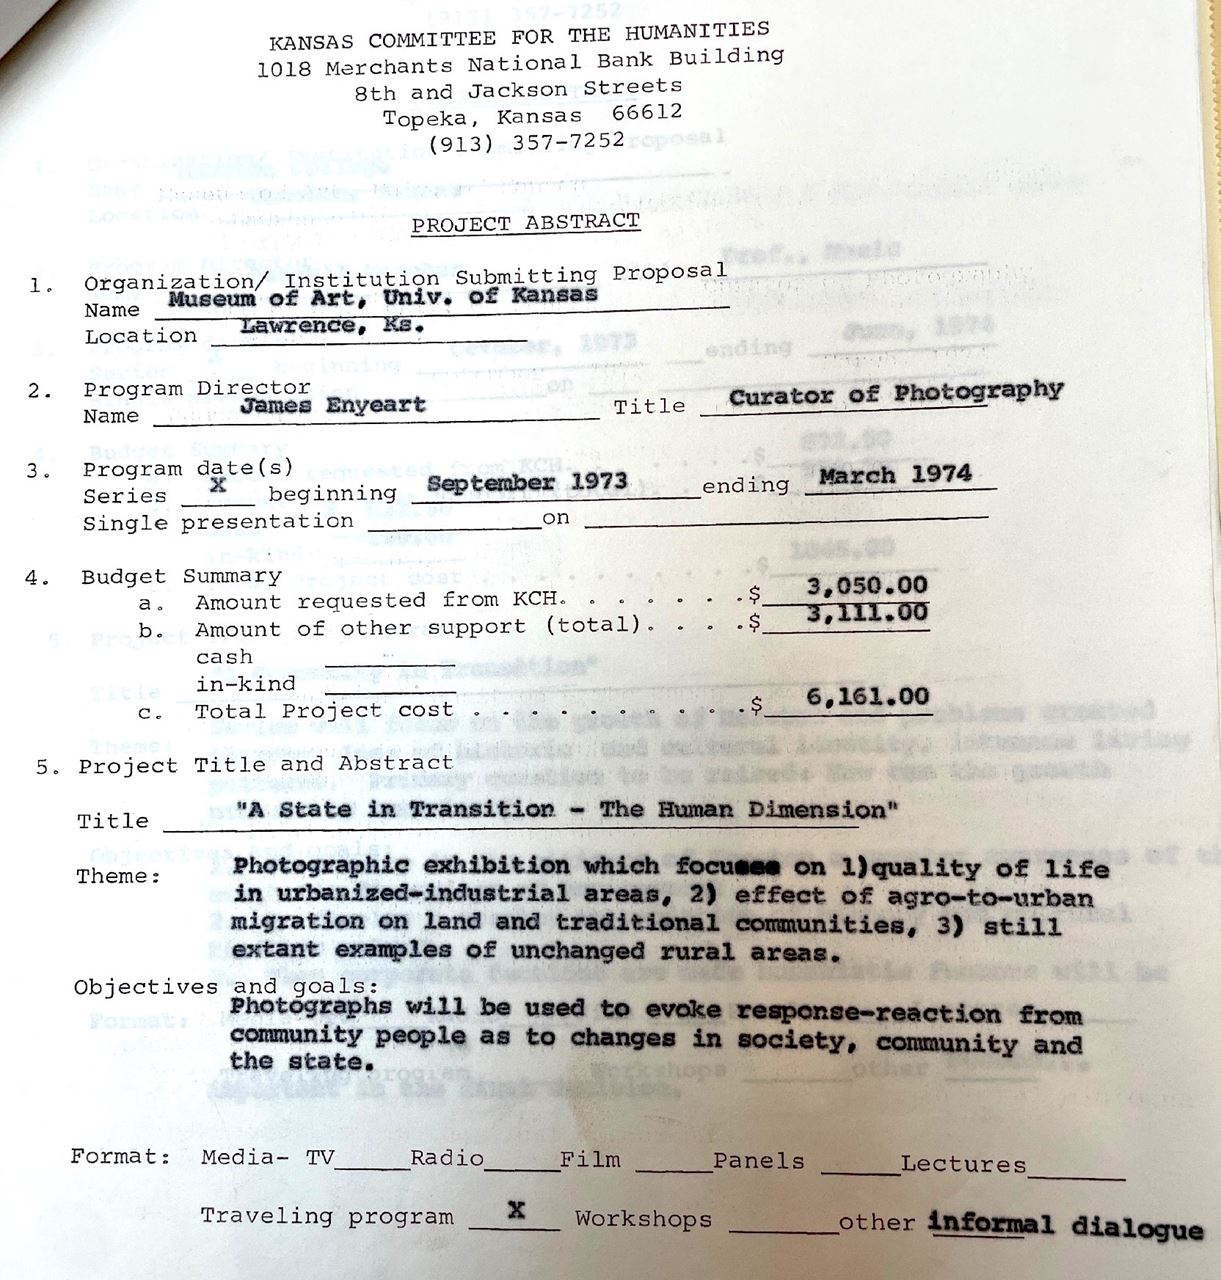 KANSAS COMMITTEE FOR THE HUMANITIES
1018 Merchants National Bank Building
8th and Jackson Streets
Topeka, Kansas 66612
(913) 357-7252
PROJECT ABSTRACT
1. Organization/ Institution Submitting Proposal
Name Museum of Art, Univ. of Kansas
Location Lawrence, Ks.
2. Program Director
Name James Enyeart Title Curator of Photography
3. Program date(s)
Series X beginning September 1973 ending March 1974
Single presentation on
4. Budget Summary
a. Amount requested from KCH. . . . . . . .$ 3,050.00
b. Amount of other support (total). . . .$ 3,111.00
cash
in-kind
c. Total Project cost . . . . . . . . . .$ 6,161.00
5. Project Title and Abstract
Title "A State in Transition - The Human Dimension"
Theme: Photographic exhibition which focuses on 1)quality of life
in urbanized-industrial areas, 2) effect of agro-to-urban
migration on land and traditional communities, 3) still
extant examples of unchanged rural areas.
Objectives and goals:
Photographs will be used to evoke response-reaction from
community people as to changes in society, community and
the state.
Format: Media- TV Radio Film Panels Lectures
Traveling program X Workshops other informal dialogue